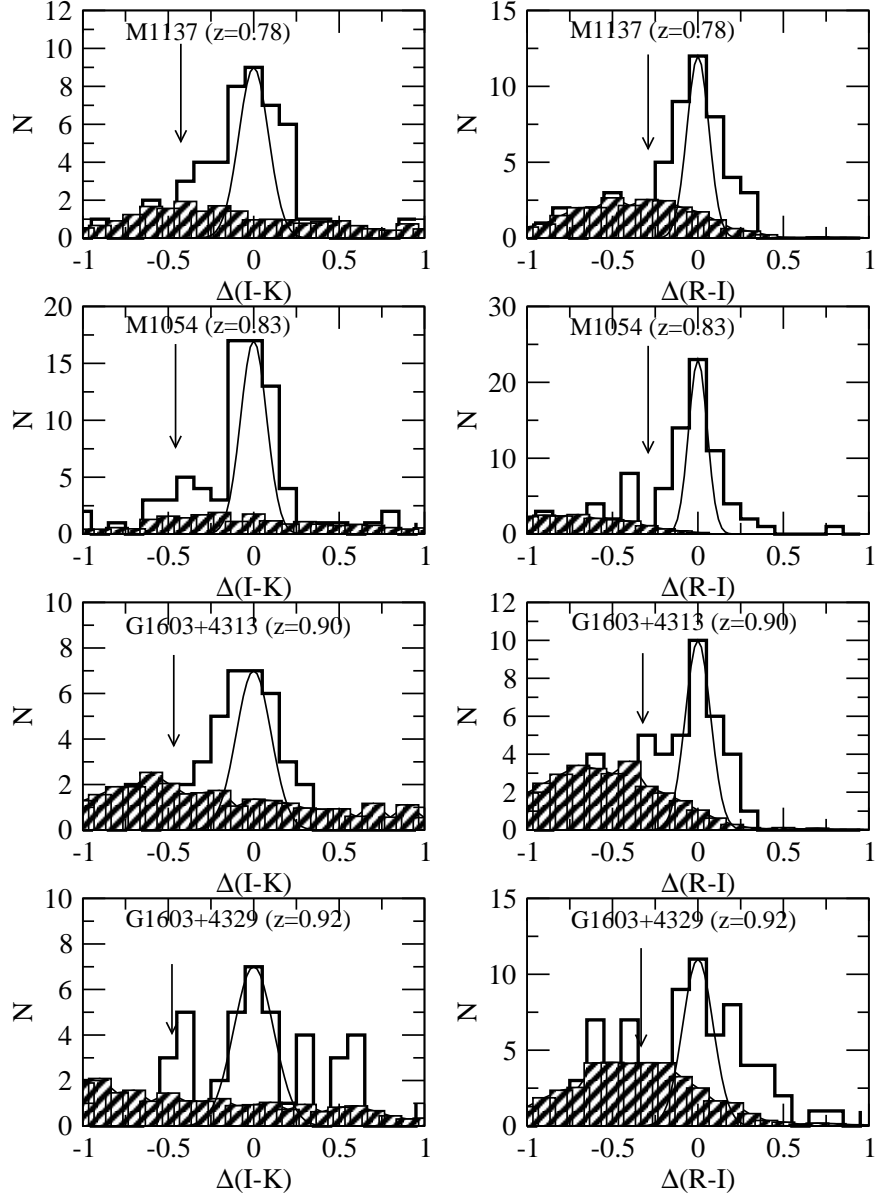 M1137 (z=0.78)
N
12
10
8
6
4
2
0
-1 -0.5 0 0.5 1
Δ(I-K)
M1137 (z=0.78)
N
15
10
5
0
-1 -0.5 0 0.5 1
Δ(R-I)
M1054 (z=0.83)
N
20
15
10
5
0
-1 -0.5 0 0.5 1
Δ(I-K)
M1054 (z=0.83)
N
30
20
10
0
-1 -0.5 0 0.5 1
Δ(R-I)
G1603+4313 (z=0.90)
N
10
8
6
4
2
0
-1 -0.5 0 0.5 1
Δ(I-K)
G1603+4313 (z=0.90)
N
12
10
8
6
4
2
0
-1 -0.5 0 0.5 1
Δ(R-I)
G1603+4329 (z=0.92)
N
10
8
6
4
2
0
-1 -0.5 0 0.5 1
Δ(I-K)
G1603+4329 (z=0.92)
N
15
10
5
0
-1 -0.5 0 0.5 1
Δ(R-I)